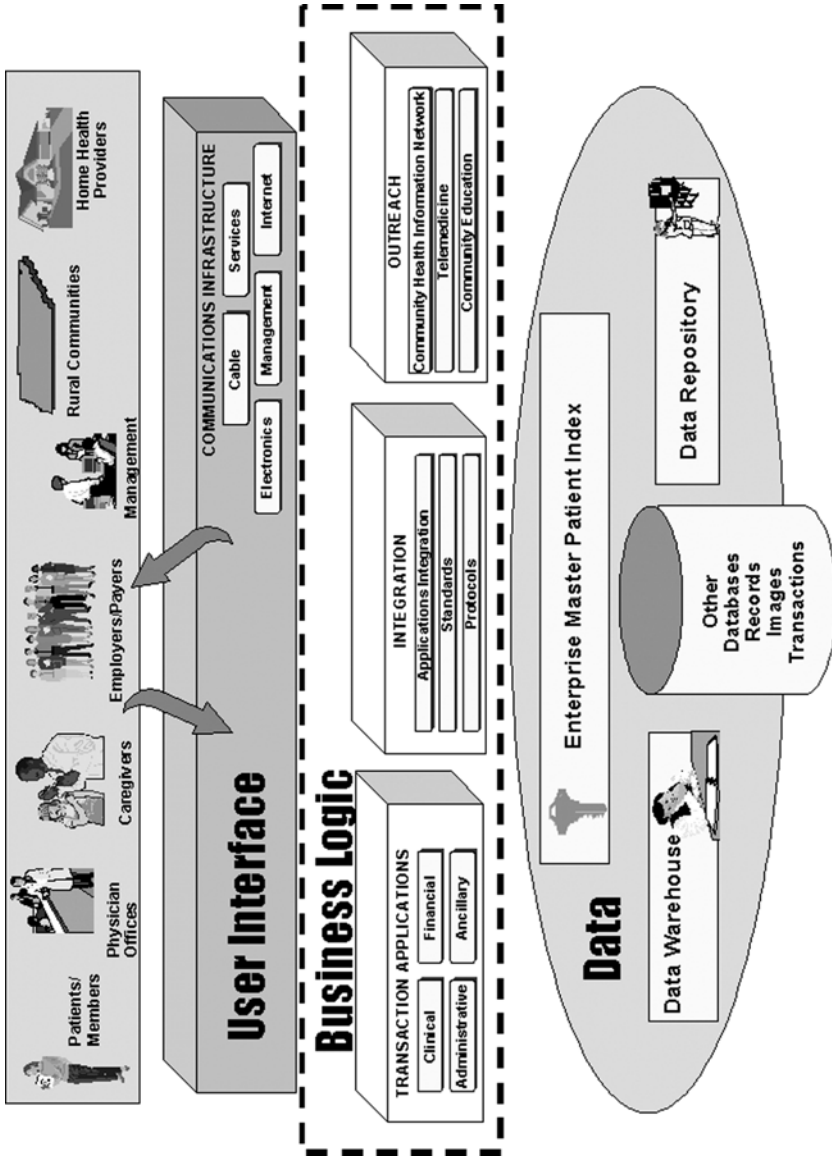 Patients/
Members
Physician
Offices
Caregivers
Employers/Payers
Management
Rural Communities
Home Health
Providers
User Interface
COMMUNICATIONS INFRASTRUCTURE
Cable
Services
Electronics
Management
Internet
Business Logic
TRANSACTION APPLICATIONS
Clinical
Financial
Administrative
Ancillary
INTEGRATION
Applications Integration
Standards
Protocols
OUTREACH
Community Health Information Network
Telemedicine
Community Education
Data
Enterprise Master Patient Index
Data Warehouse
Other
Databases
Records
Images
Transactions
Data Repository